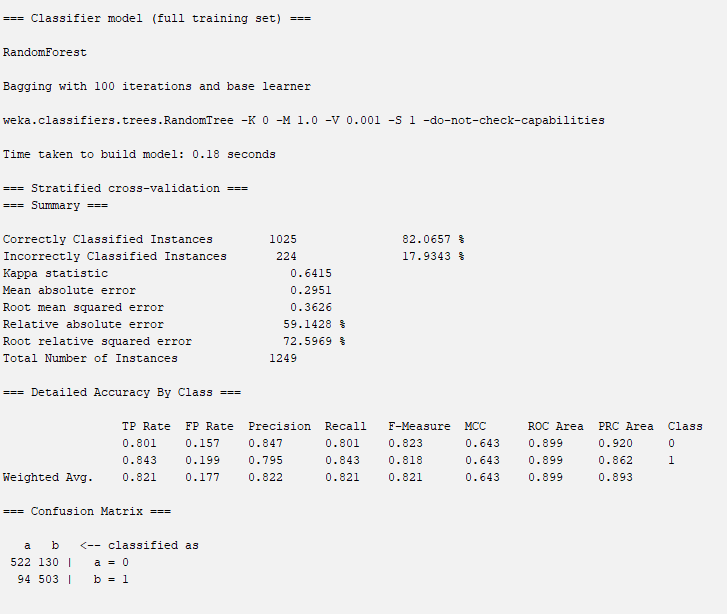 === Classifier model (full training set) ===
RandomForest
Bagging with 100 iterations and base learner
weka.classifiers.trees.RandomTree -K 0 -M 1.0 -V 0.001 -S 1 -do-not-check-capabilities
Time taken to build model: 0.18 seconds
=== Stratified cross-validation ===
=== Summary ===
Correctly Classified Instances        1025               82.0657 %
Incorrectly Classified Instances       224               17.9343 %
Kappa statistic                          0.6415
Mean absolute error                      0.2951
Root mean squared error                  0.3626
Relative absolute error                 59.1428 %
Root relative squared error             72.5969 %
Total Number of Instances             1249
=== Detailed Accuracy By Class ===
                 TP Rate  FP Rate  Precision  Recall   F-Measure  MCC      ROC Area  PRC Area  Class
                 0.801    0.157    0.847      0.801    0.823      0.643    0.899     0.920     0
                 0.843    0.199    0.795      0.843    0.818      0.643    0.899     0.862     1
Weighted Avg.    0.821    0.177    0.822      0.821    0.821      0.643    0.899     0.893
=== Confusion Matrix ===
   a   b   <-- classified as
 522 130 |   a = 0
  94 503 |   b = 1